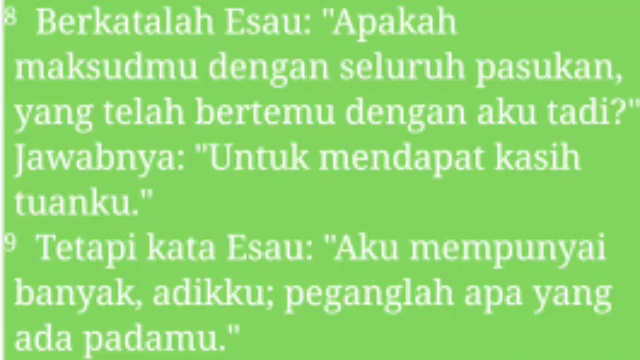 8 Berkatalah Esau: "Apakah
maksudmu dengan seluruh pasukan,
yang telah bertemu dengan aku tadi?"
Jawabnya: "Untuk mendapat kasih
tuanku."
9 Tetapi kata Esau: "Aku mempunyai
banyak, adikku; peganglah apa yang
ada padamu."